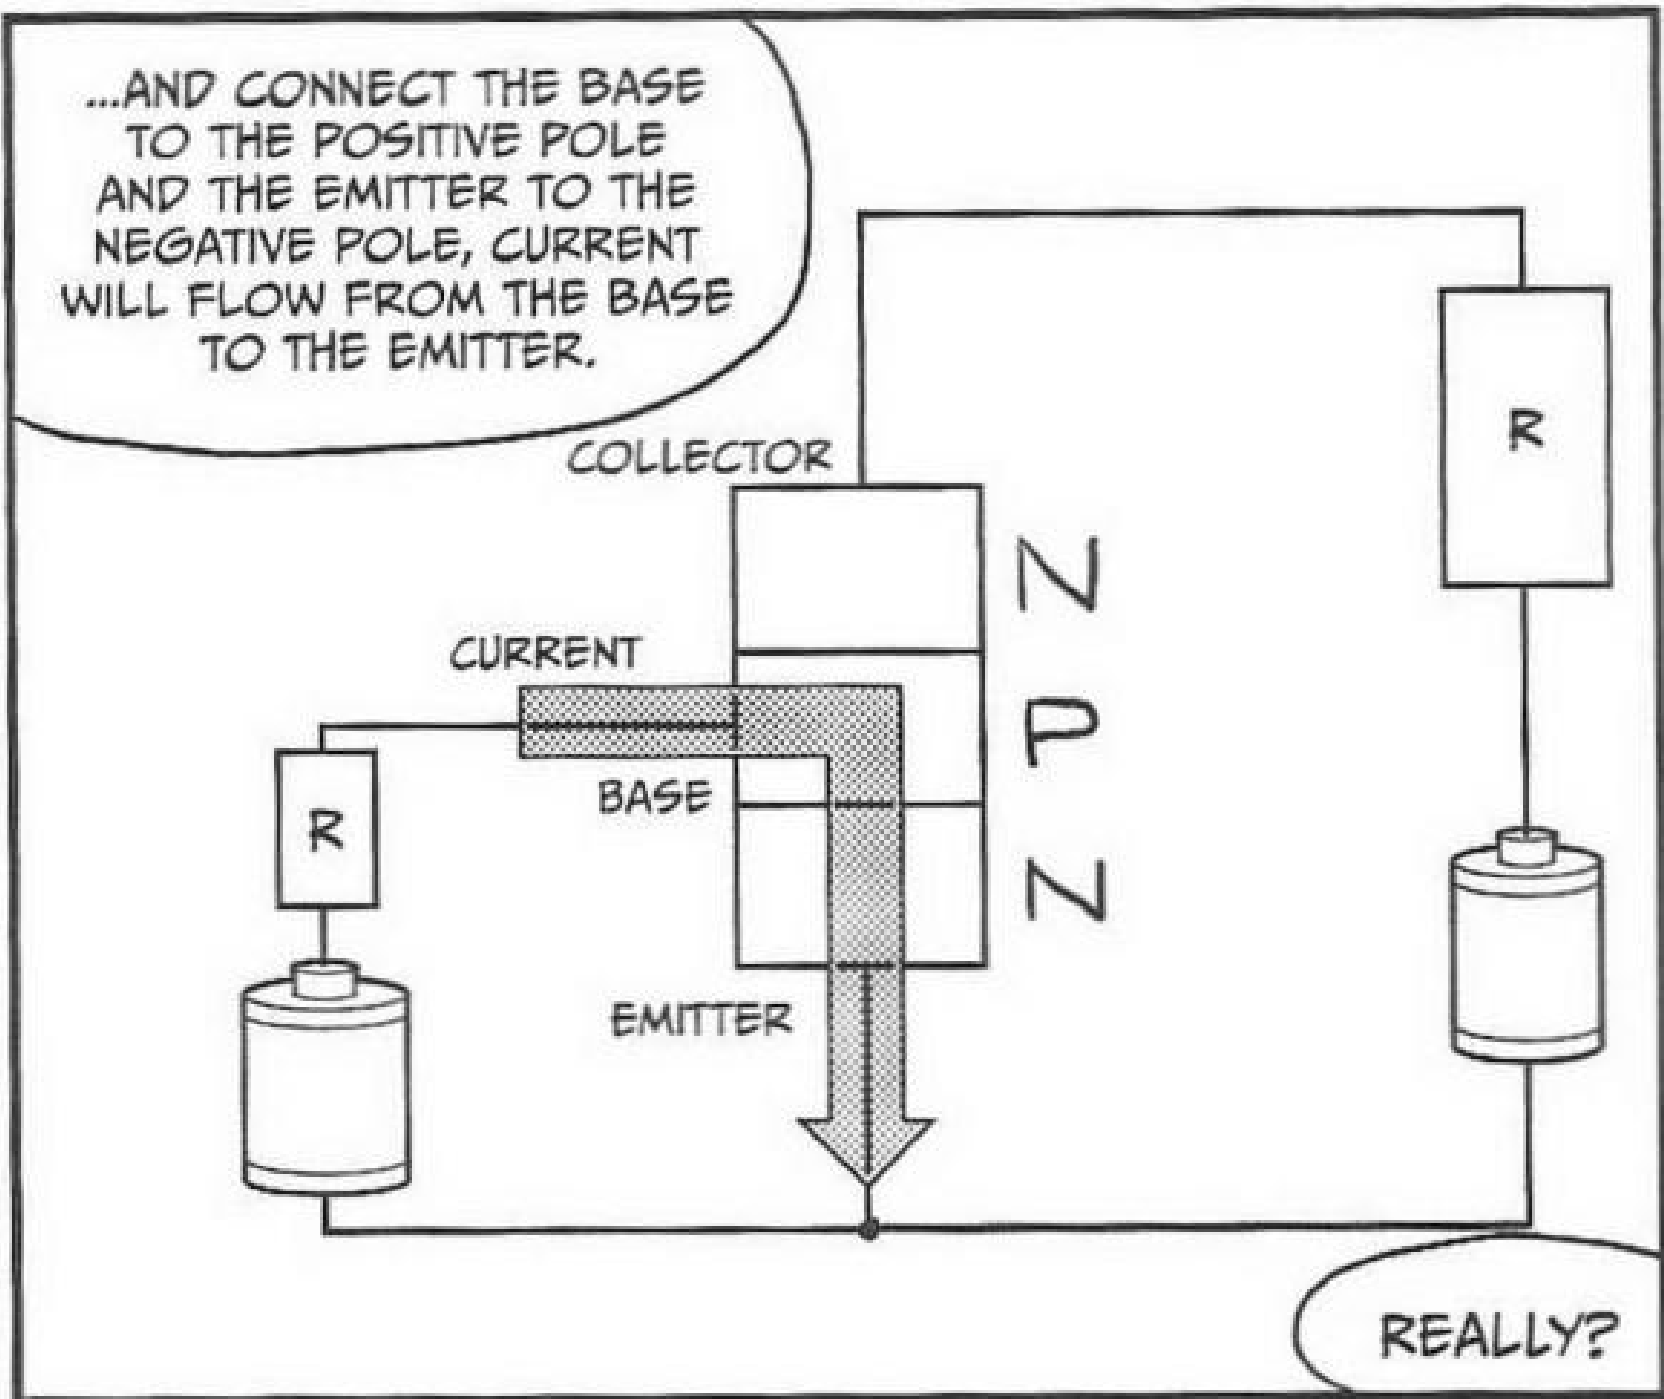 ...AND CONNECT THE BASE
TO THE POSITIVE POLE
AND THE EMITTER TO THE
NEGATIVE POLE, CURRENT
WILL FLOW FROM THE BASE
TO THE EMITTER.
COLLECTOR
R
N
CURRENT
P
BASE
R
N
EMITTER
REALLY?